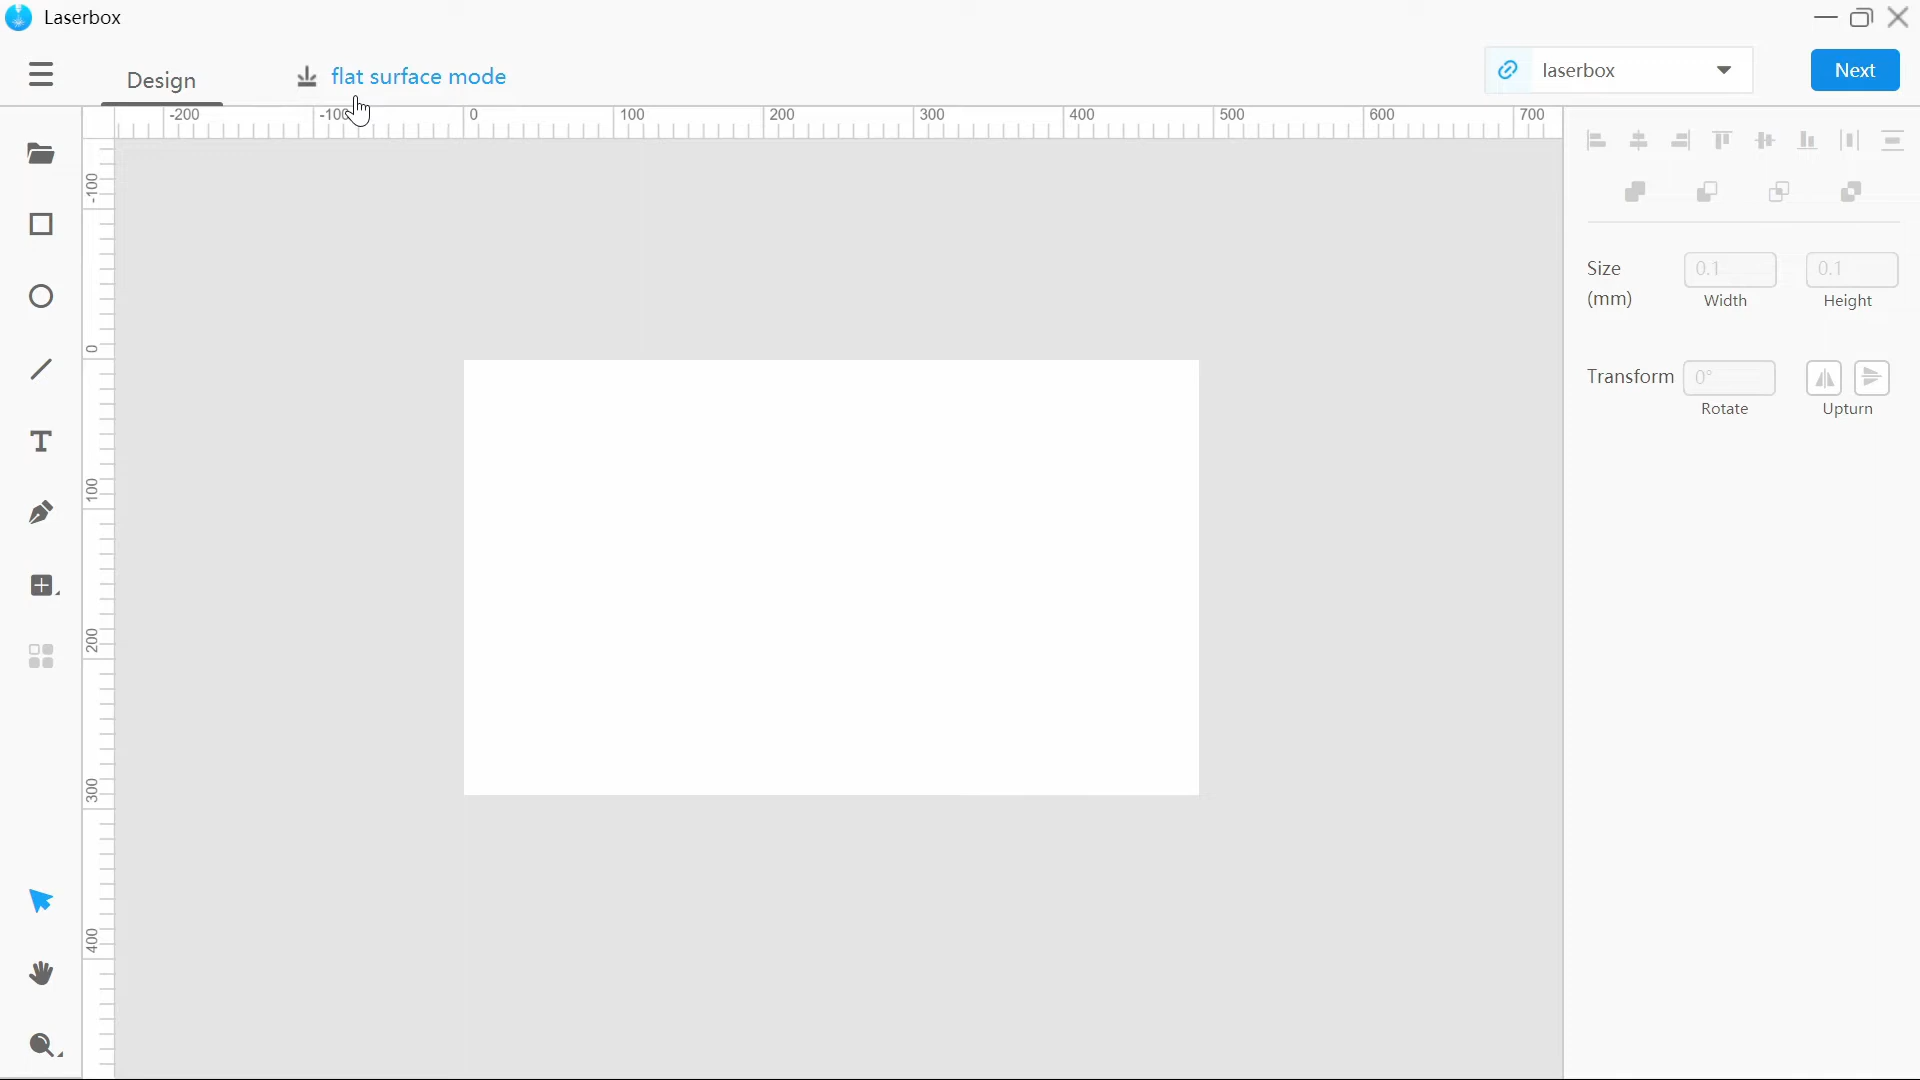 Laserbox
Design
flat surface mode
laserbox
Next
-200
-100
0
100
200
300
400
500
600
700
-100
0
100
200
300
400
Size
(mm)
0.1
0.1
Width
Height
Transform
0°
Rotate
Upturn